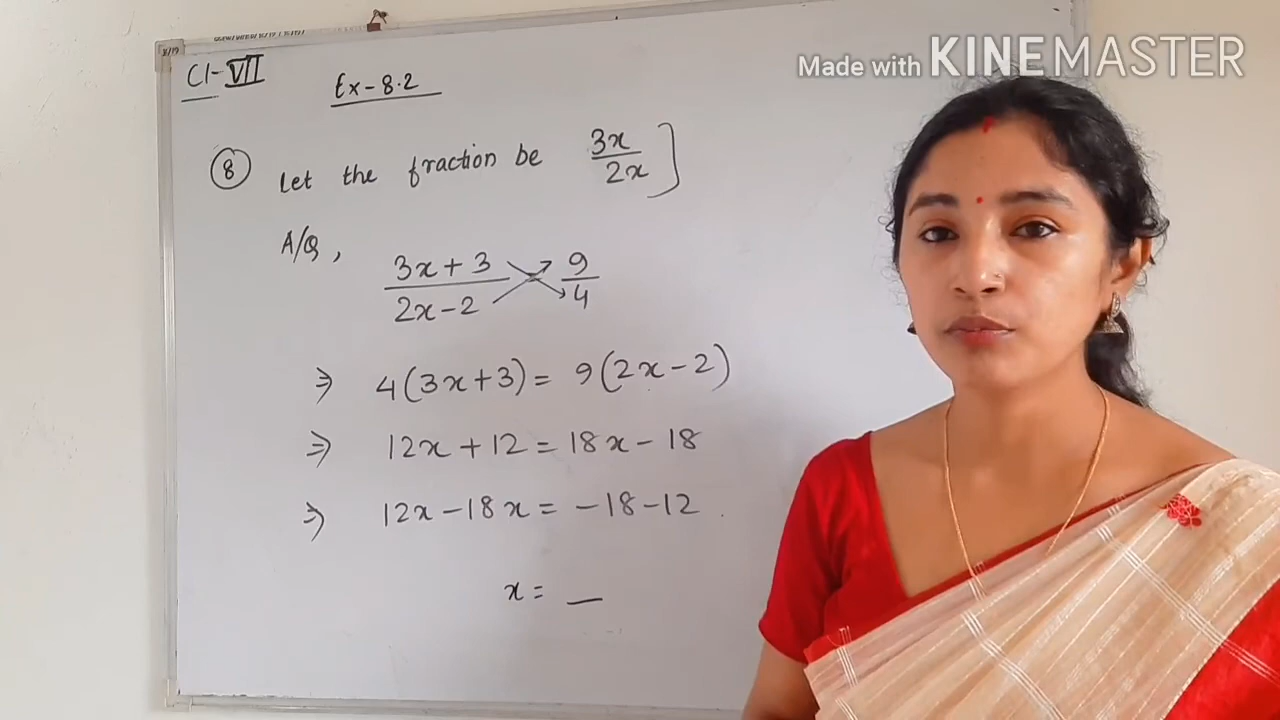 Made with KINEMASTER
Cl-VII
Ex-8.2
8 Let the fraction be 3x/2x ]
A/Q,
3x+3/2x-2 9/4
⇒ 4(3x+3) = 9(2x-2)
⇒ 12x+12 = 18x-18
⇒ 12x-18x = -18-12
x = _